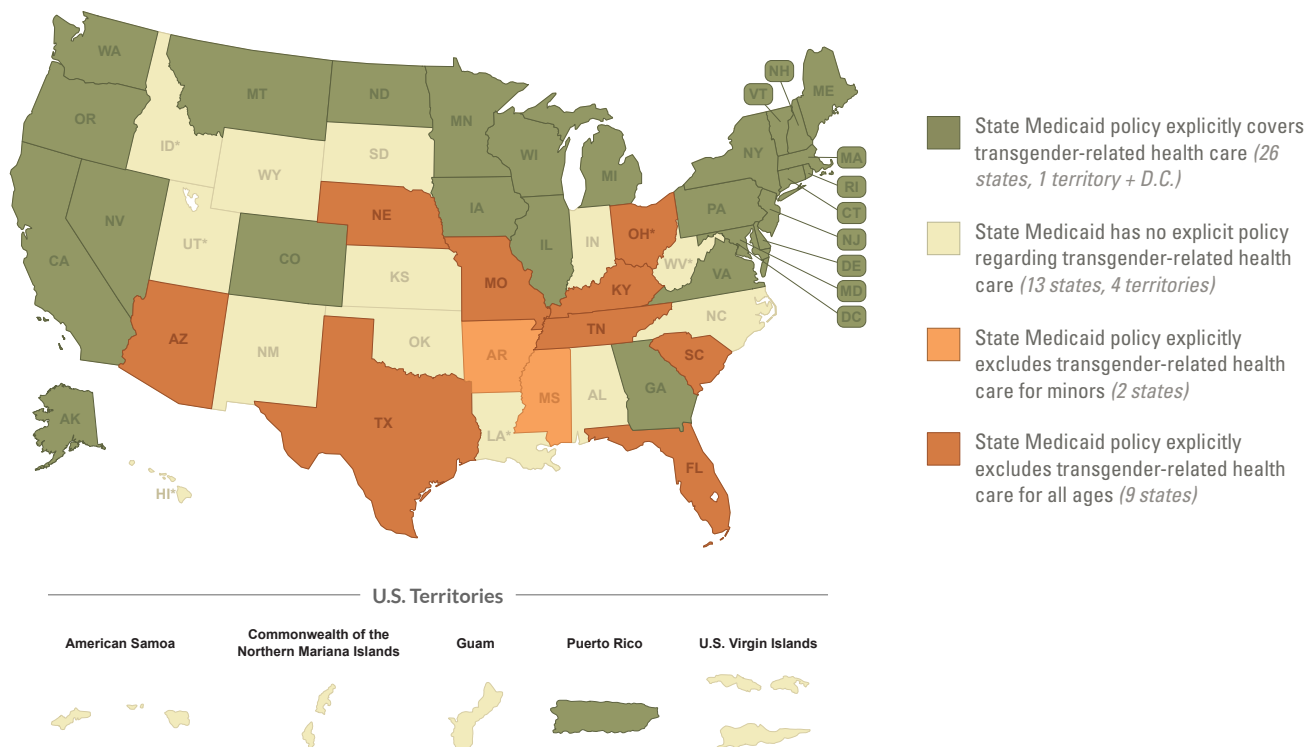 WA
MT
ND
MN
OR
ID*
WY
SD
WI
MI
NY
VT
NH
ME
MA
RI
CT
NJ
DE
MD
DC
NV
UT*
CA
CO
NE
IA
IL
IN
OH*
PA
WV*
VA
KS
MO
KY
AZ
NM
OK
AR
TN
NC
SC
TX
LA*
MS
AL
GA
FL
AK
HI*
State Medicaid policy explicitly covers
transgender-related health care (26
states, 1 territory + D.C.)
State Medicaid has no explicit policy
regarding transgender-related health
care (13 states, 4 territories)
State Medicaid policy explicitly
excludes transgender-related health
care for minors (2 states)
State Medicaid policy explicitly
excludes transgender-related health
care for all ages (9 states)
U.S. Territories
American Samoa
Commonwealth of the
Northern Mariana Islands
Guam
Puerto Rico
U.S. Virgin Islands